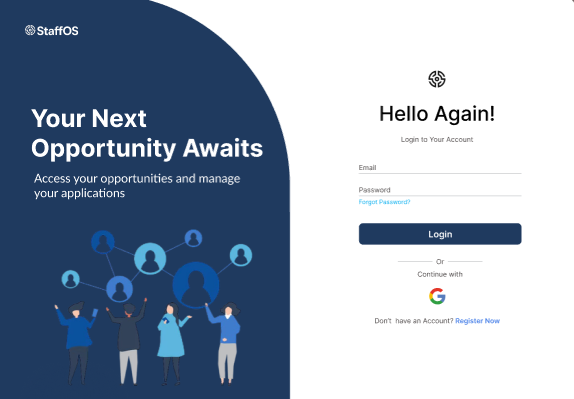 StaffOS
Your Next
Opportunity Awaits
Access your opportunities and manage
your applications
Hello Again!
Login to Your Account
Email
Password
Forgot Password?
Login
Or
Continue with
Don't have an Account? Register Now